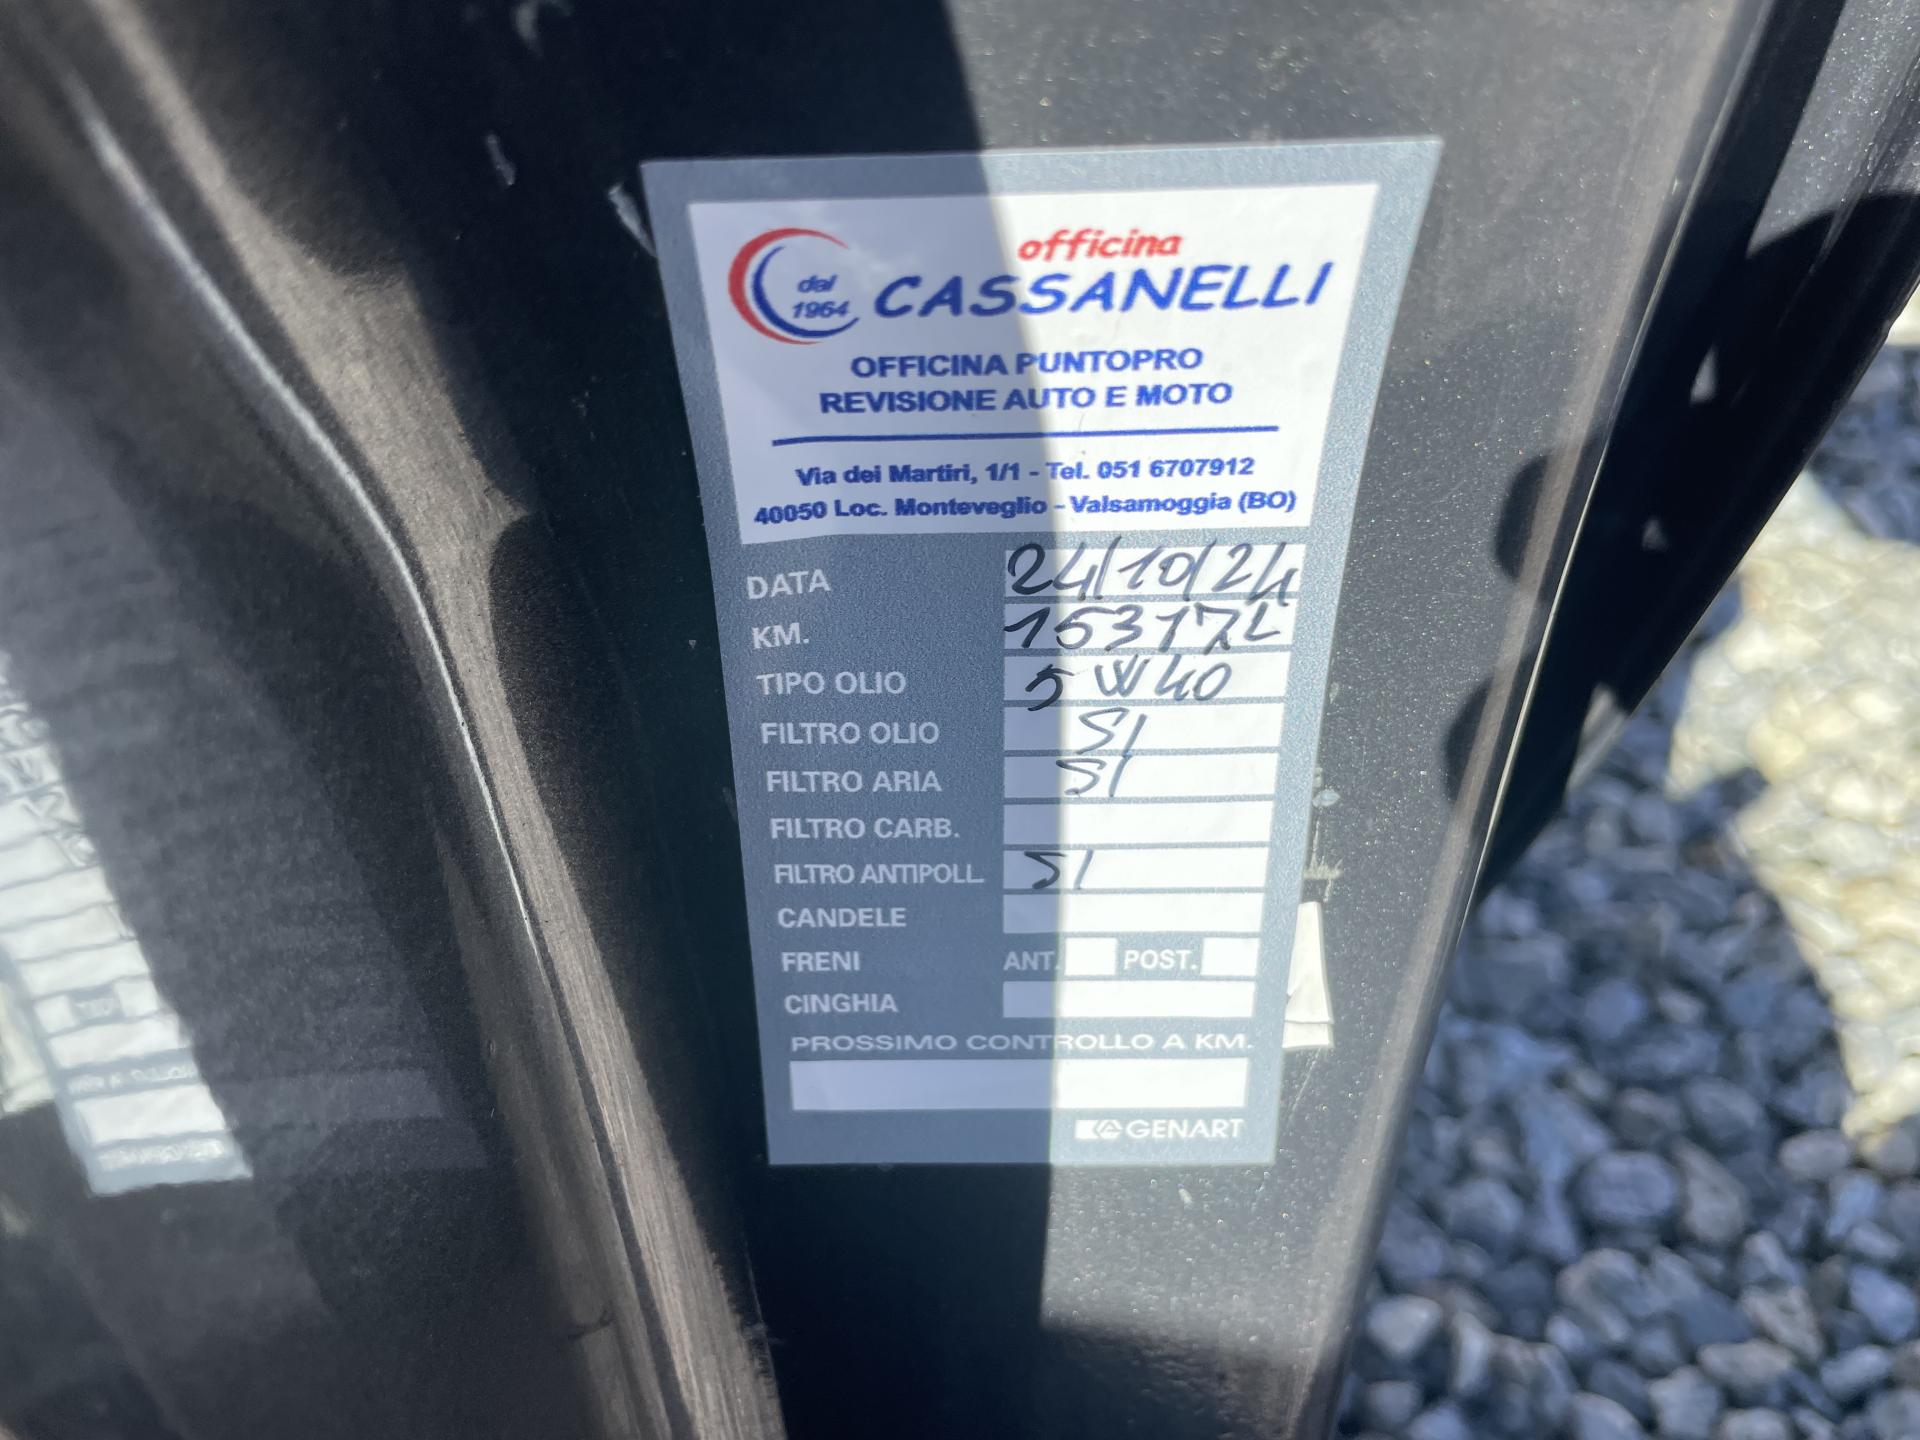 officina
dal 1964 CASSANELLI
OFFICINA PUNTOPRO
REVISIONE AUTO E MOTO
Via dei Martiri, 1/1 - Tel. 051 6707912
40050 Loc. Monteveglio - Valsamoggia (BO)
DATA 24/10/24
KM.
TIPO OLIO 5W40
FILTRO OLIO SI
FILTRO ARIA SI
FILTRO CARB.
FILTRO ANTIPOLL. SI
CANDELE
FRENI ANT. POST.
CINGHIA
PROSSIMO CONTROLLO A KM.
GENART